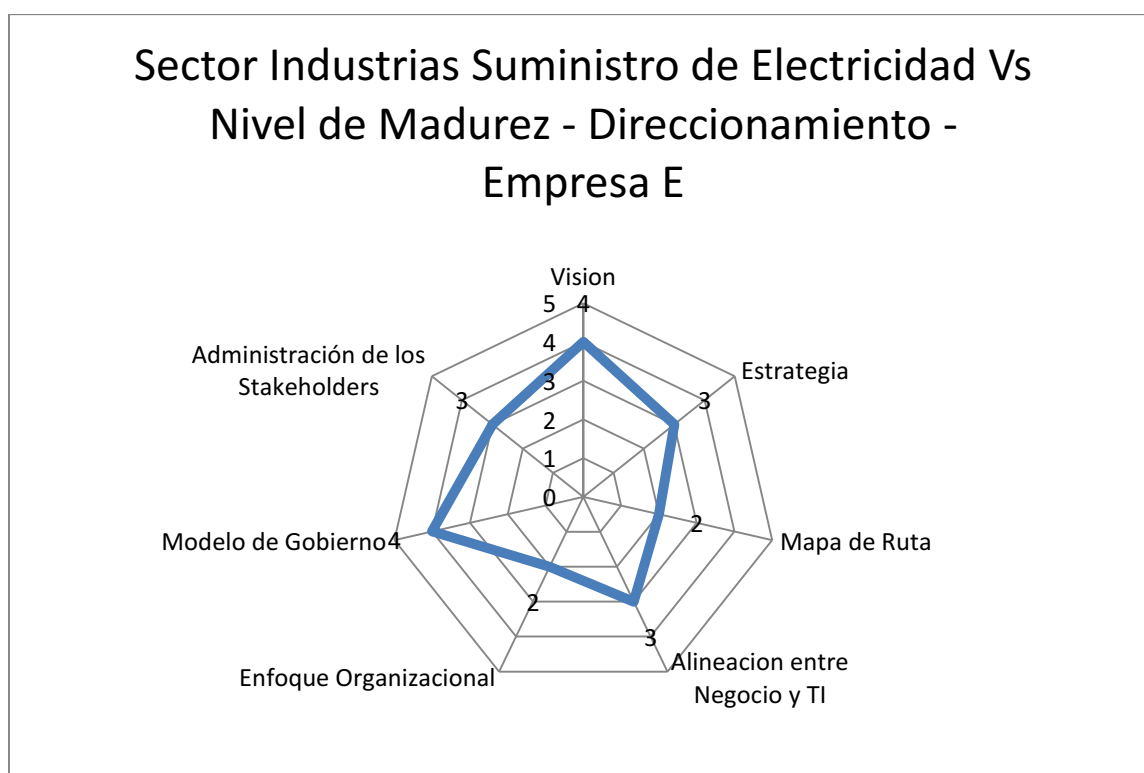 Sector Industrias Suministro de Electricidad Vs
Nivel de Madurez - Direccionamiento -
Empresa E
Vision
5 4
4
3
2
1
0
Estrategia
3
Mapa de Ruta
2
Alineacion entre
Negocio y TI
3
Enfoque Organizacional
2
Modelo de Gobierno 4
Administración de los
Stakeholders
3